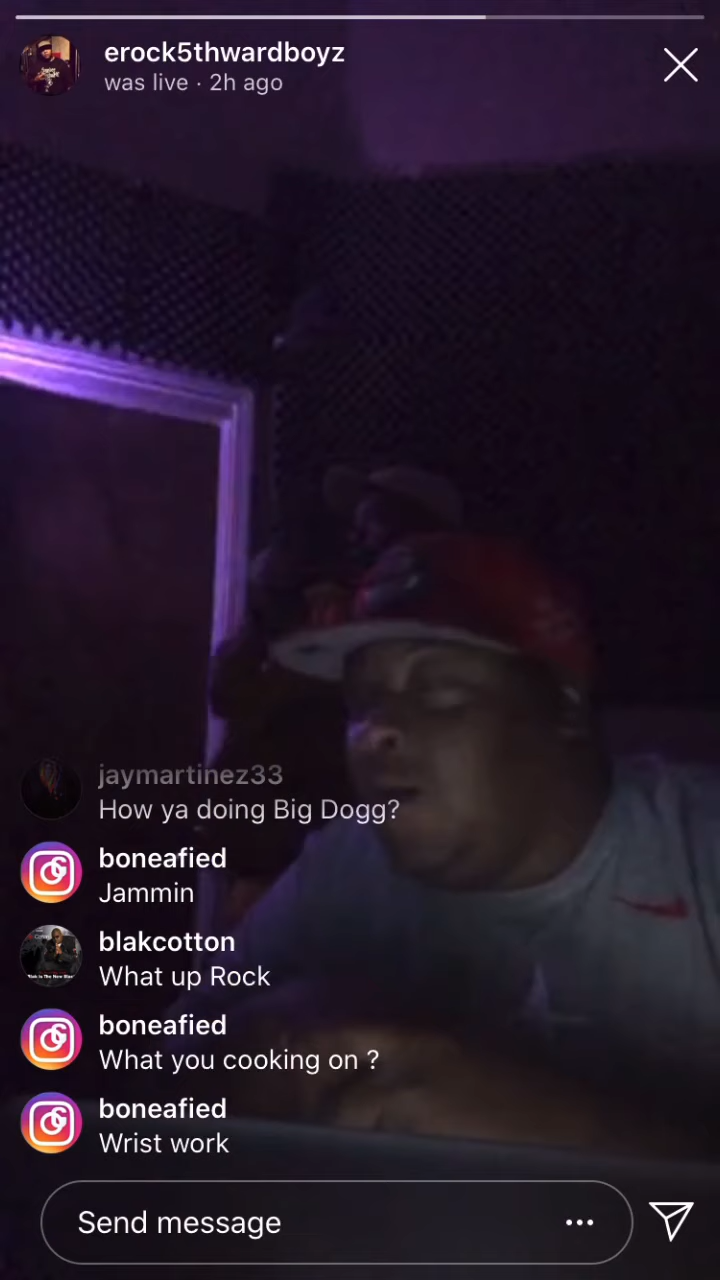 erock5thwardboyz
was live · 2h ago
jaymartinez33
How ya doing Big Dogg?
boneafied
Jammin
blakcotton
What up Rock
boneafied
What you cooking on ?
boneafied
Wrist work
Send message